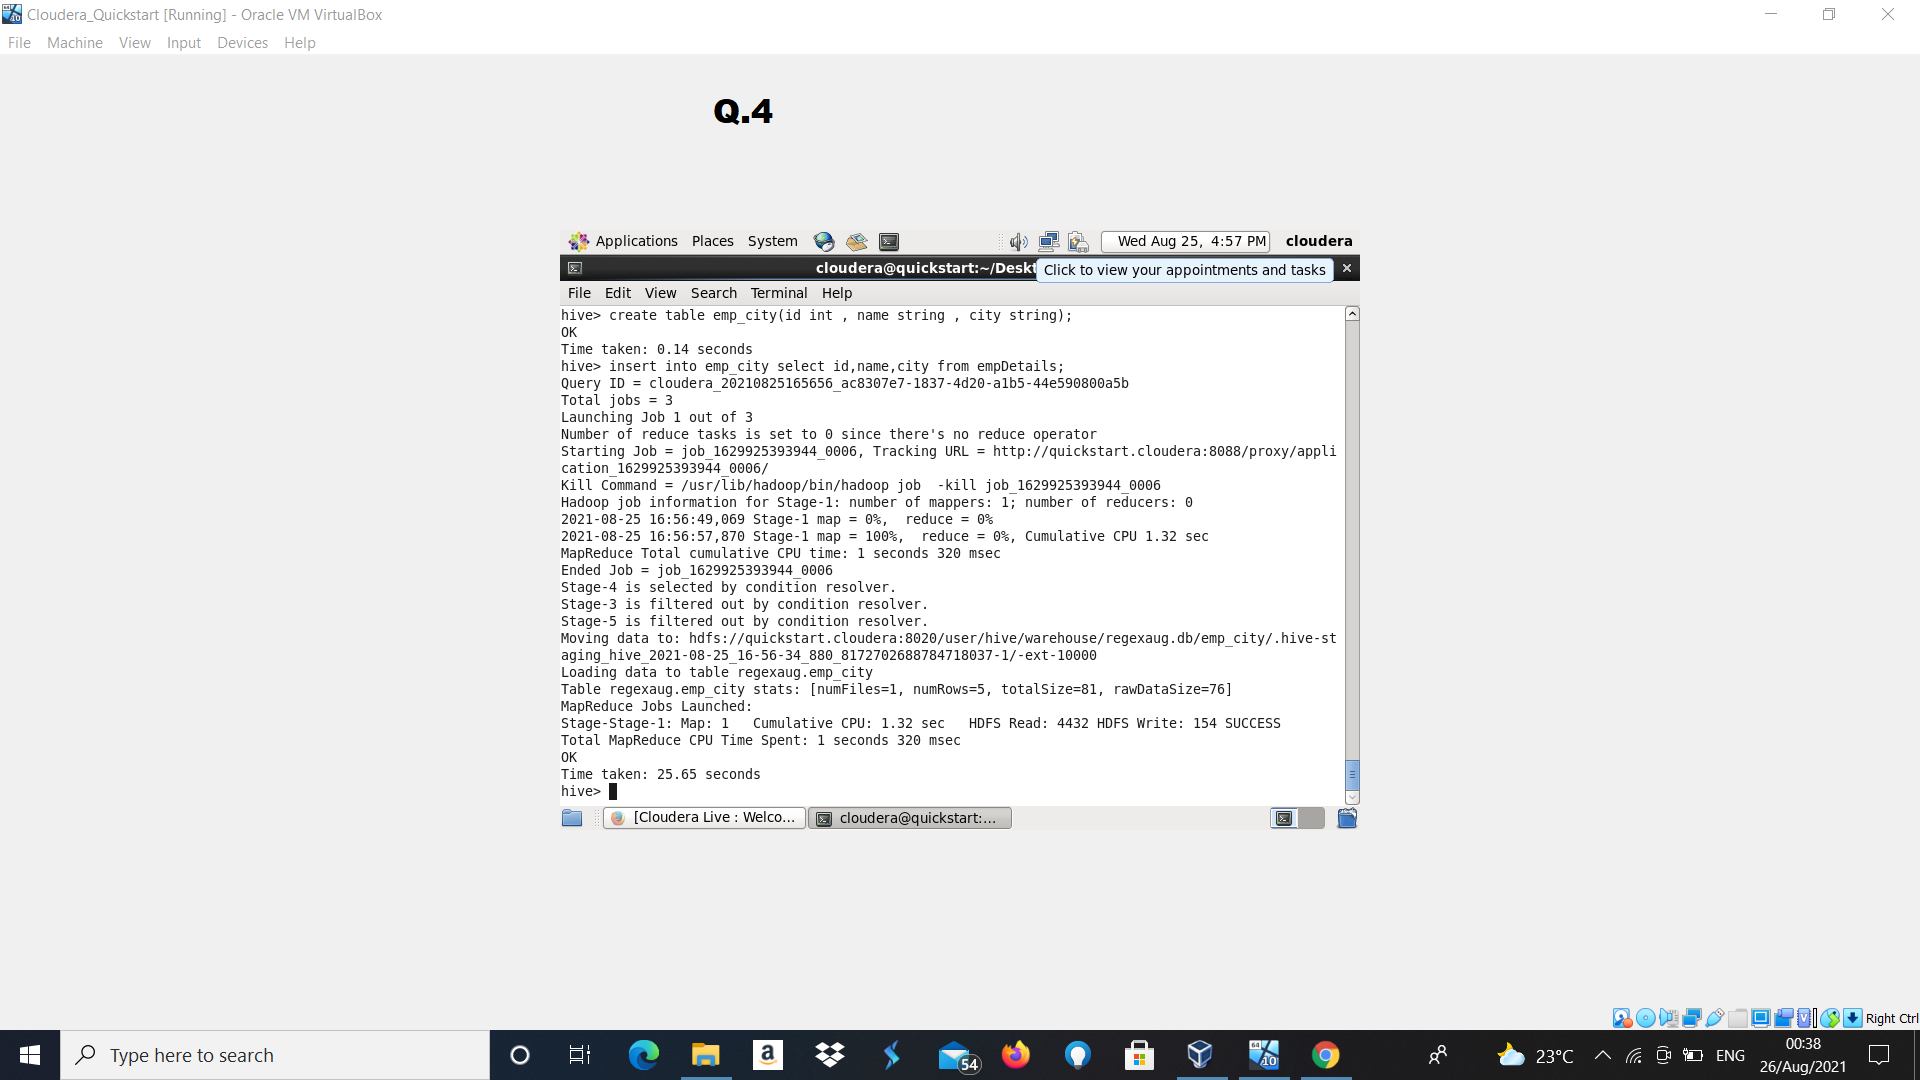 Cloudera_Quickstart [Running] - Oracle VM VirtualBox
File Machine View Input Devices Help
Q.4
Applications Places System Wed Aug 25, 4:57 PM cloudera
cloudera@quickstart:~/Deskt
Click to view your appointments and tasks
File Edit View Search Terminal Help
hive> create table emp_city(id int , name string , city string);
OK
Time taken: 0.14 seconds
hive> insert into emp_city select id,name,city from empDetails;
Query ID = cloudera_20210825165656_ac8307e7-1837-4d20-a1b5-44e590800a5b
Total jobs = 3
Launching Job 1 out of 3
Number of reduce tasks is set to 0 since there's no reduce operator
Starting Job = job_1629925393944_0006, Tracking URL = http://quickstart.cloudera:8088/proxy/appli
cation_1629925393944_0006/
Kill Command = /usr/lib/hadoop/bin/hadoop job  -kill job_1629925393944_0006
Hadoop job information for Stage-1: number of mappers: 1; number of reducers: 0
2021-08-25 16:56:49,069 Stage-1 map = 0%,  reduce = 0%
2021-08-25 16:56:57,870 Stage-1 map = 100%,  reduce = 0%, Cumulative CPU 1.32 sec
MapReduce Total cumulative CPU time: 1 seconds 320 msec
Ended Job = job_1629925393944_0006
Stage-4 is selected by condition resolver.
Stage-3 is filtered out by condition resolver.
Stage-5 is filtered out by condition resolver.
Moving data to: hdfs://quickstart.cloudera:8020/user/hive/warehouse/regexaug.db/emp_city/.hive-st
aging_hive_2021-08-25_16-56-34_880_8172702688784718037-1/-ext-10000
Loading data to table regexaug.emp_city
Table regexaug.emp_city stats: [numFiles=1, numRows=5, totalSize=81, rawDataSize=76]
MapReduce Jobs Launched:
Stage-Stage-1: Map: 1   Cumulative CPU: 1.32 sec   HDFS Read: 4432 HDFS Write: 154 SUCCESS
Total MapReduce CPU Time Spent: 1 seconds 320 msec
OK
Time taken: 25.65 seconds
hive>
[Cloudera Live : Welco... cloudera@quickstart:...
Right Ctrl
Type here to search
54
64
10
23°C
ENG
00:38
26/Aug/2021